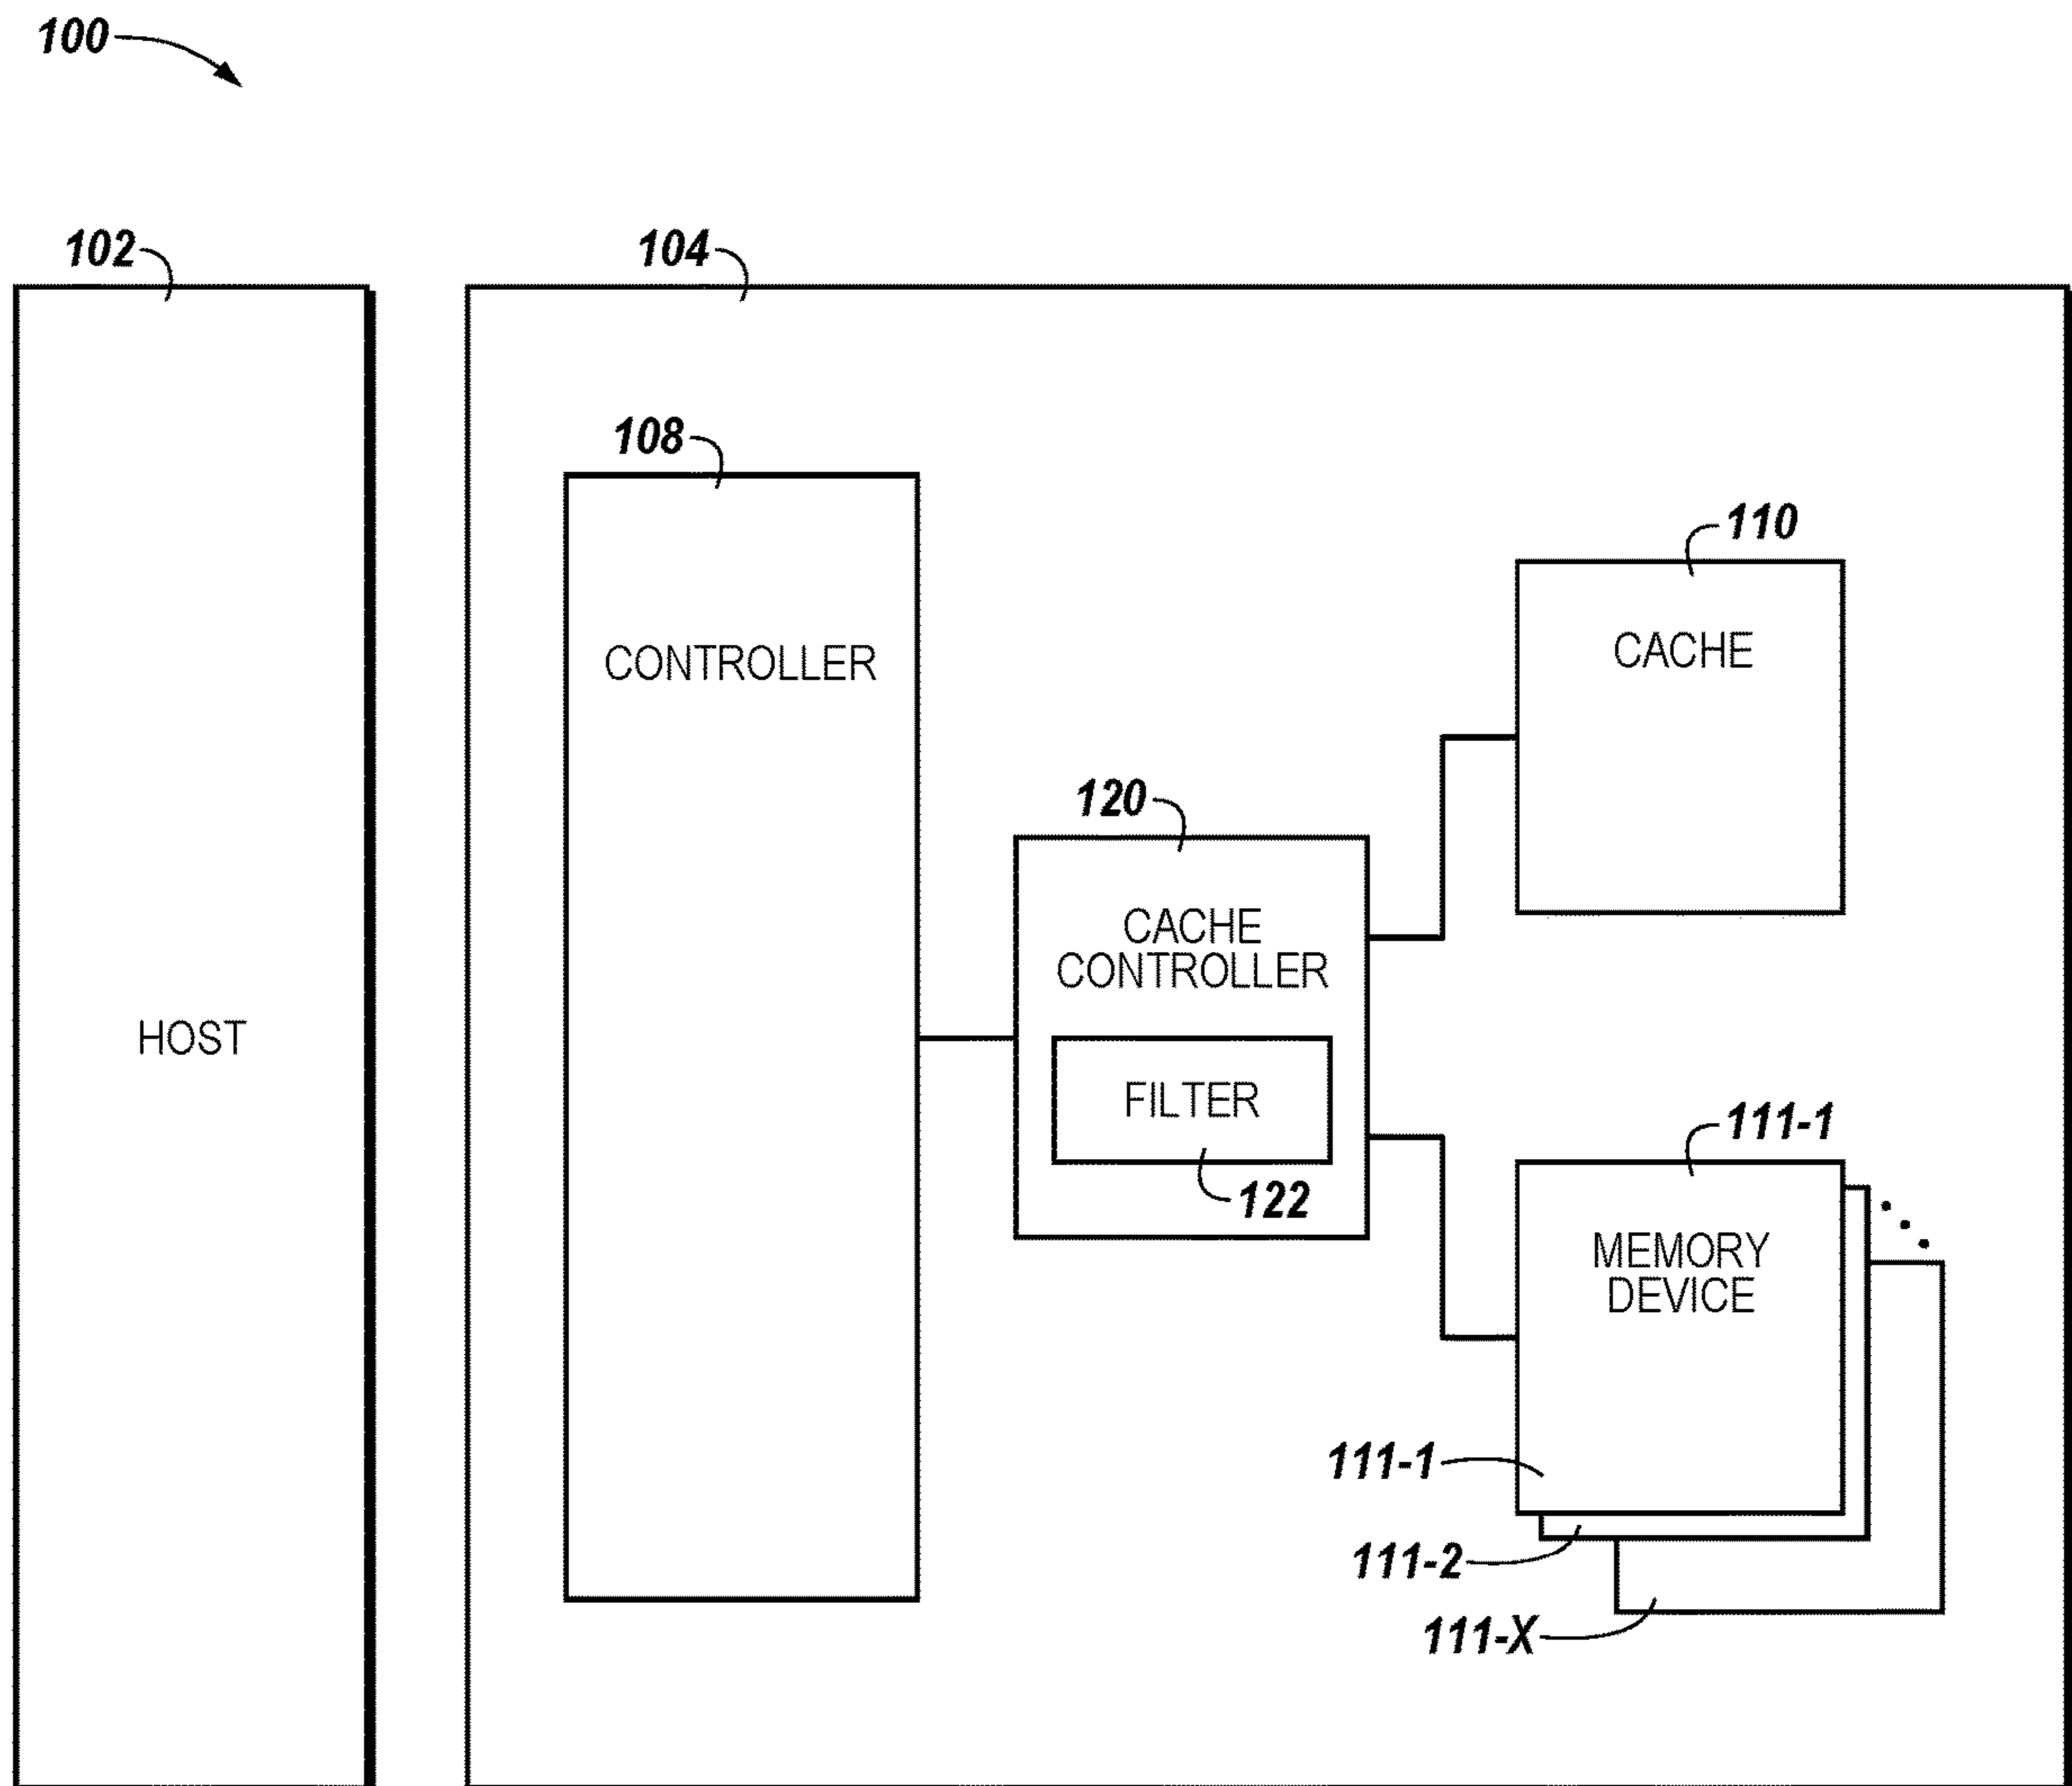 100
102
104
108
110
CONTROLLER
CACHE
120
CACHE
CONTROLLER
HOST
FILTER
111-1
122
MEMORY
DEVICE
111-1
111-2
111-X